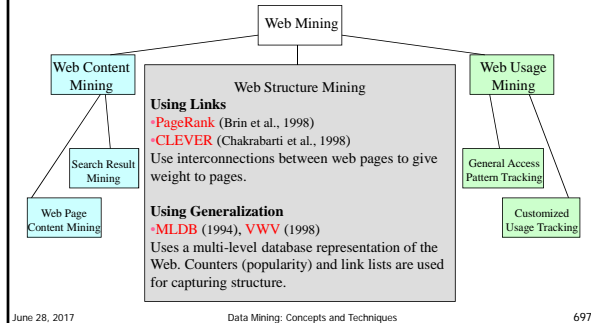 Web Mining
Web Content
Mining
Web Structure Mining
Using Links
•PageRank (Brin et al., 1998)
•CLEVER (Chakrabarti et al., 1998)
Use interconnections between web pages to give
weight to pages.
Using Generalization
•MLDB (1994), VWV (1998)
Uses a multi-level database representation of the
Web. Counters (popularity) and link lists are used
for capturing structure.
Web Usage
Mining
Search Result
Mining
Web Page
Content Mining
General Access
Pattern Tracking
Customized
Usage Tracking
June 28, 2017
Data Mining: Concepts and Techniques
697